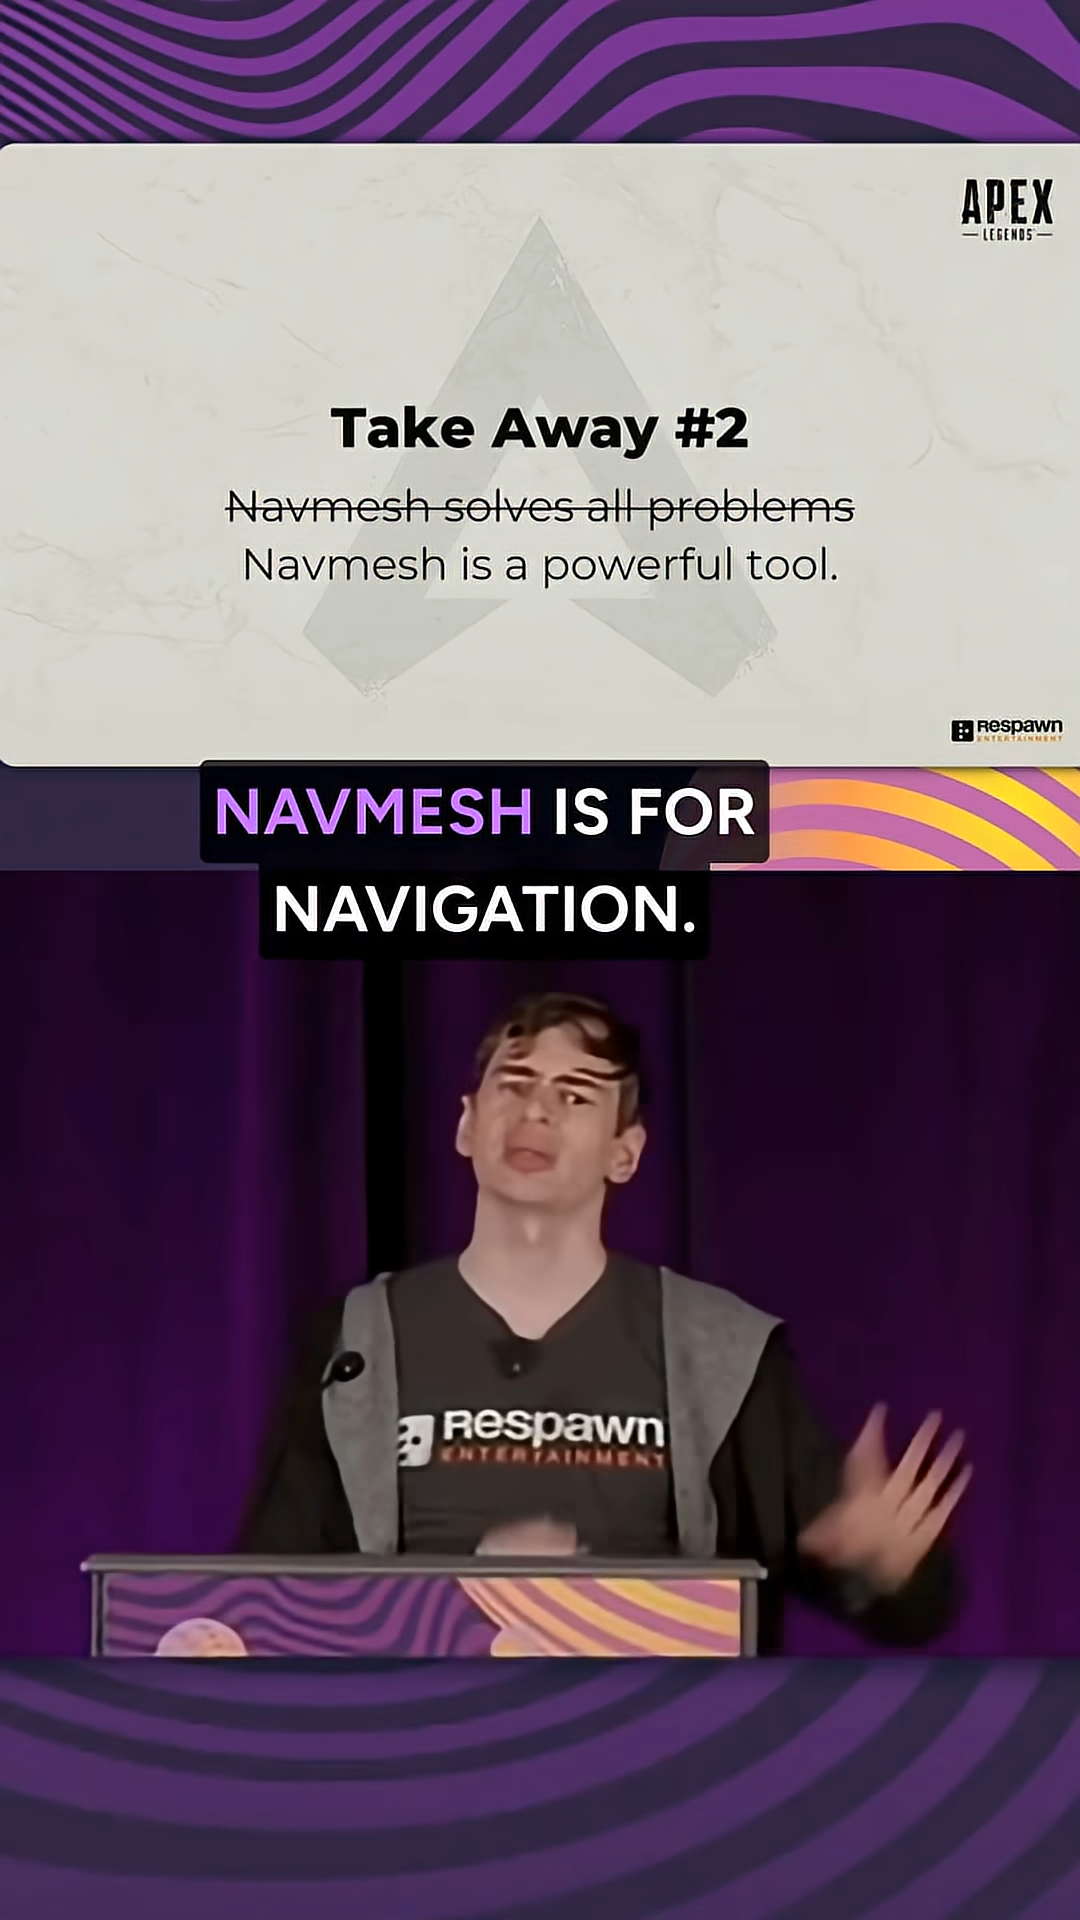 APEX
LEGENDS
Take Away #2
Navmesh solves all problems
Navmesh is a powerful tool.
Respawn
ENTERTAINMENT
NAVMESH IS FOR
NAVIGATION.
Respawn
ENTERTAINMENT